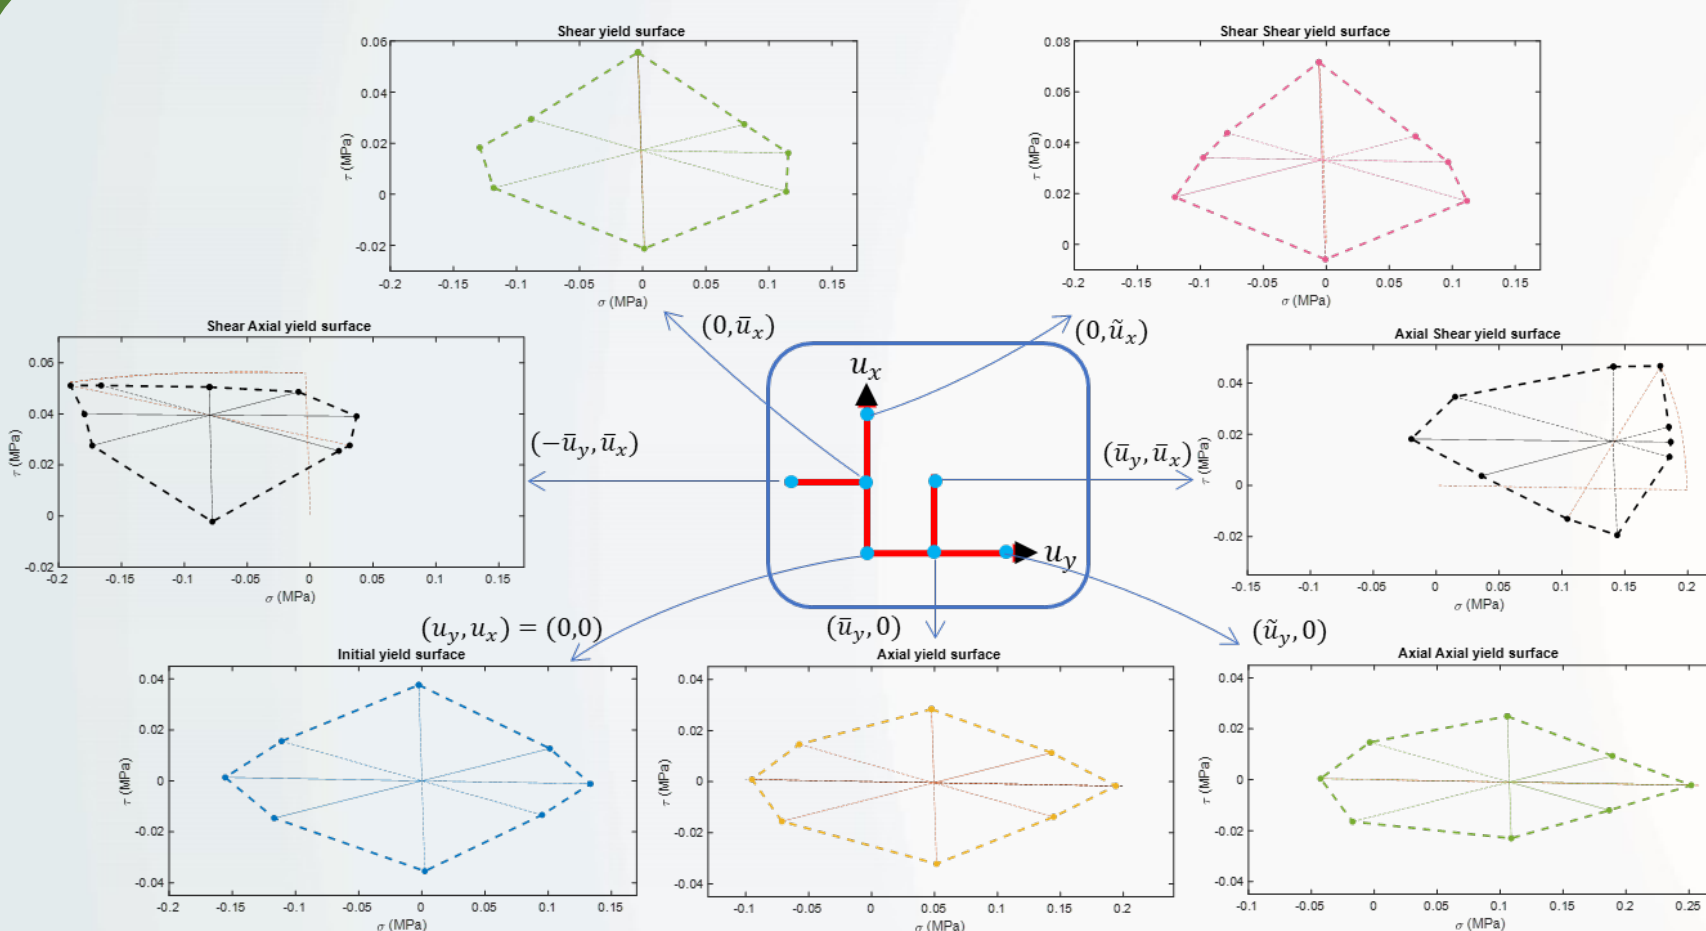 Shear yield surface
0.06
0.04
0.02
0
-0.02
τ (MPa)
-0.2 -0.15 -0.1 -0.05 0 0.05 0.1 0.15
σ (MPa)
Shear Shear yield surface
0.08
0.06
0.04
0.02
0
τ (MPa)
-0.2 -0.15 -0.1 -0.05 0 0.05 0.1 0.15
σ (MPa)
Shear Axial yield surface
0.06
0.04
0.02
0
-0.02
τ (MPa)
-0.2 -0.15 -0.1 -0.05 0 0.05 0.1 0.15
σ (MPa)
(0,ūₓ)
(0,ũₓ)
uₓ
(−ū_y,ūₓ)
(ū_y,ūₓ)
u_y
Axial Shear yield surface
0.04
0.02
0
-0.02
τ (MPa)
-0.15 -0.1 -0.05 0 0.05 0.1 0.15 0.2
σ (MPa)
(u_y,uₓ) = (0,0)
(ū_y,0)
(ũ_y,0)
Initial yield surface
0.04
0.02
0
-0.02
-0.04
τ (MPa)
-0.2 -0.15 -0.1 -0.05 0 0.05 0.1 0.15
σ (MPa)
Axial yield surface
0.04
0.02
0
-0.02
-0.04
τ (MPa)
-0.1 -0.05 0 0.05 0.1 0.15 0.2
σ (MPa)
Axial Axial yield surface
0.04
0.02
0
-0.02
-0.04
τ (MPa)
-0.1 -0.05 0 0.05 0.1 0.15 0.2 0.25
σ (MPa)